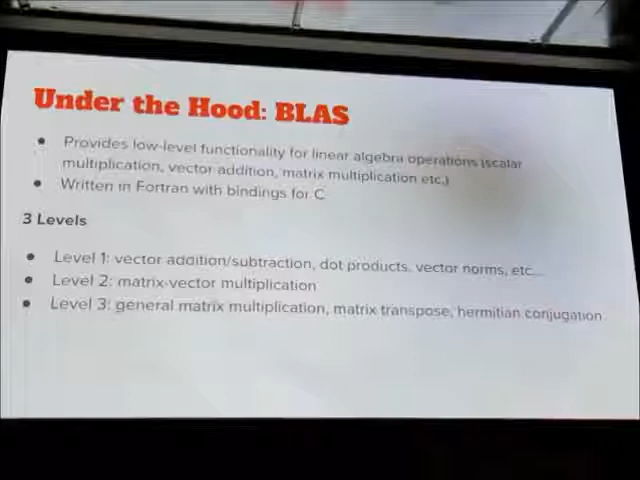 Under the Hood: BLAS
● Provides low-level functionality for linear algebra operations (scalar
multiplication, vector addition, matrix multiplication etc.)
● Written in Fortran with bindings for C
3 Levels
● Level 1: vector addition/subtraction, dot products, vector norms, etc...
● Level 2: matrix-vector multiplication
● Level 3: general matrix multiplication, matrix transpose, hermitian conjugation